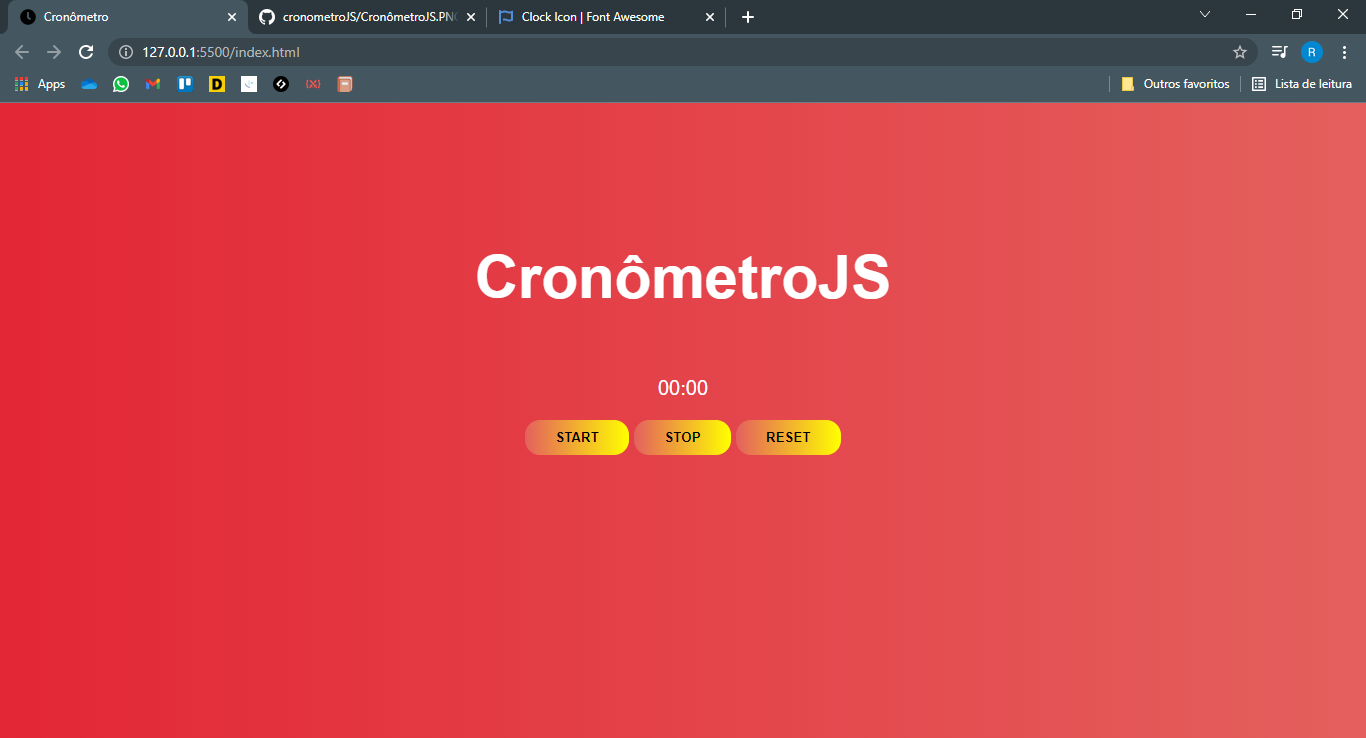 Cronômetro
cronometroJS/CronômetroJS.PNG
Clock Icon | Font Awesome
127.0.0.1:5500/index.html
R
Apps
D
{X}
Outros favoritos
Lista de leitura
CronômetroJS
00:00
START STOP RESET